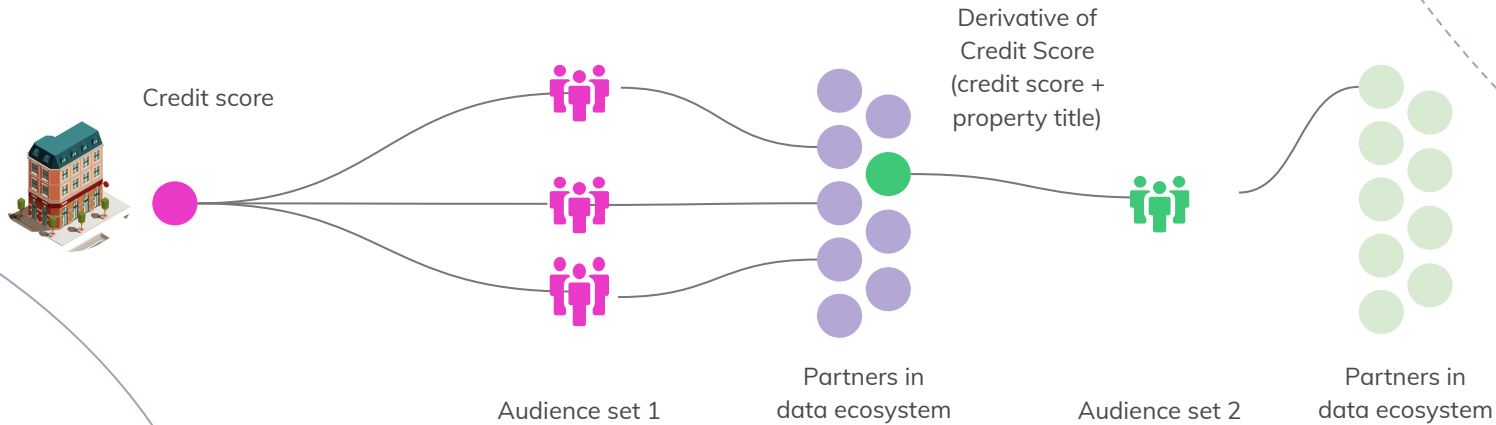 Credit score
Derivative of
Credit Score
(credit score +
property title)
Audience set 1
Partners in
data ecosystem
Audience set 2
Partners in
data ecosystem